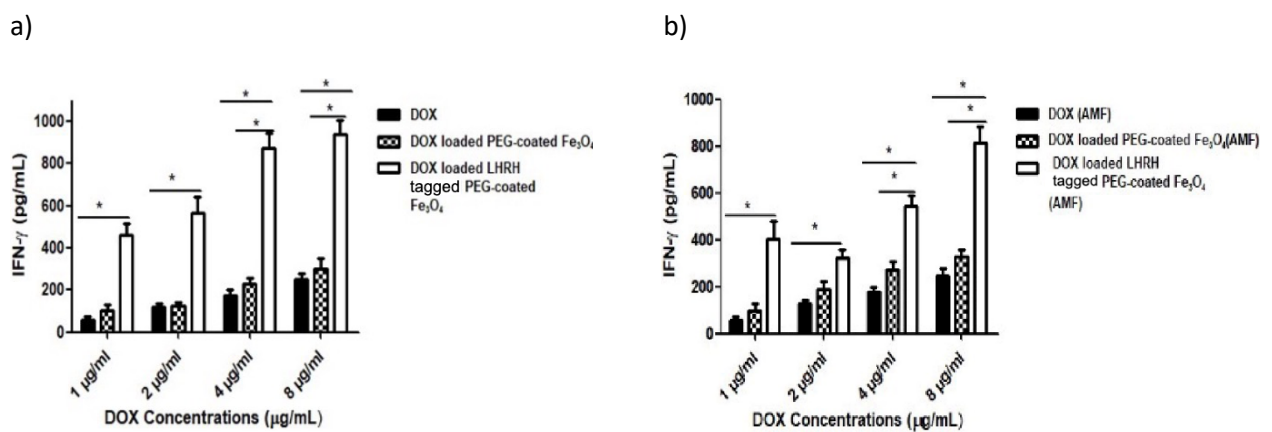 a)
*
*
*
*
*
*
1000
800
600
400
200
0
IFN-γ (pg/mL)
1 µg/ml
2 µg/ml
4 µg/ml
8 µg/ml
DOX Concentrations (µg/mL)
DOX
DOX loaded PEG-coated Fe₃O₄
DOX loaded LHRH
tagged PEG-coated
Fe₃O₄
b)
*
*
*
*
*
*
1000
800
600
400
200
0
IFN-γ (pg/mL)
1 µg/ml
2 µg/ml
4 µg/ml
8 µg/ml
DOX Concentrations (µg/mL)
DOX (AMF)
DOX loaded PEG-coated Fe₃O₄(AMF)
DOX loaded LHRH
tagged PEG-coated Fe₃O₄
(AMF)